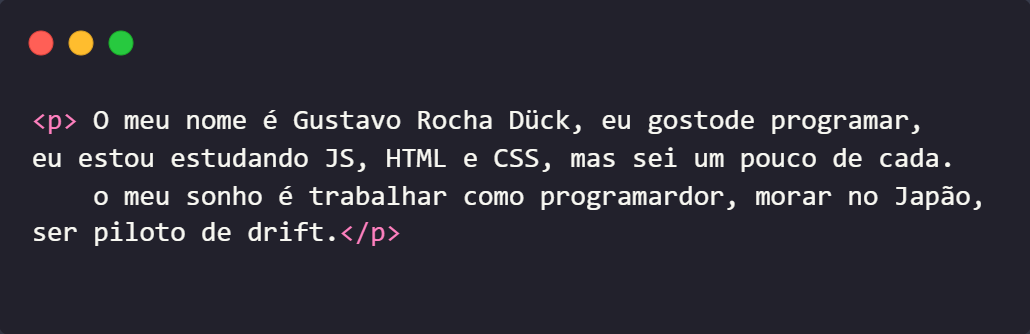 <p> O meu nome é Gustavo Rocha Dück, eu gostode programar,
eu estou estudando JS, HTML e CSS, mas sei um pouco de cada.
o meu sonho é trabalhar como programardor, morar no Japão,
ser piloto de drift.</p>